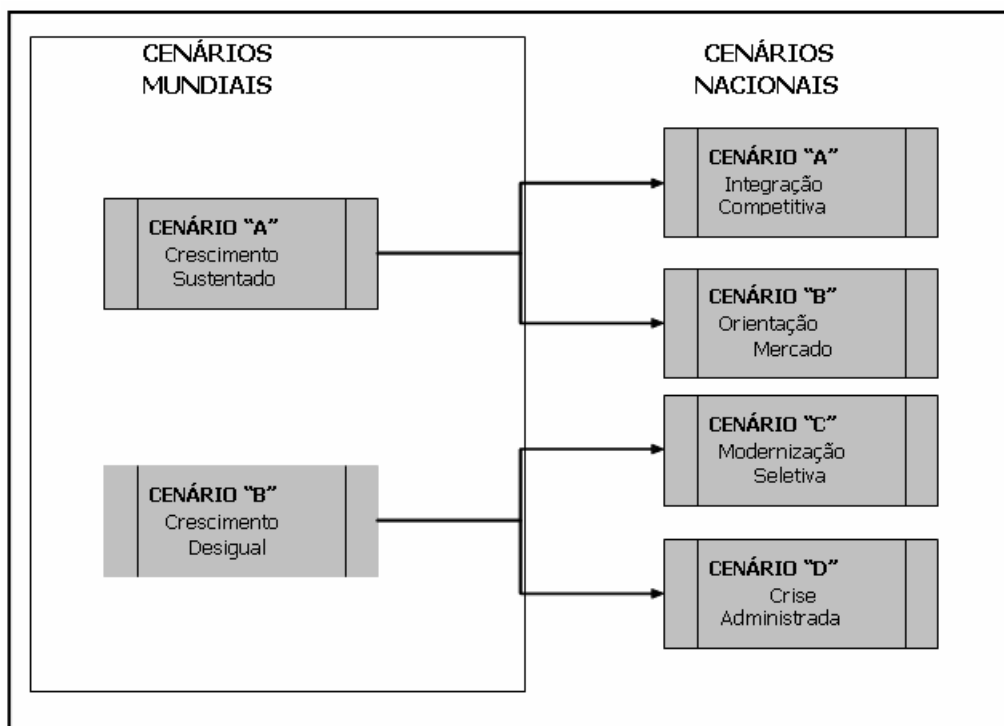 CENÁRIOS
MUNDIAIS
CENÁRIO "A"
Crescimento
Sustentado
CENÁRIO "B"
Crescimento
Desigual
CENÁRIOS
NACIONAIS
CENÁRIO "A"
Integração
Competitiva
CENÁRIO "B"
Orientação
Mercado
CENÁRIO "C"
Modernização
Seletiva
CENÁRIO "D"
Crise
Administrada